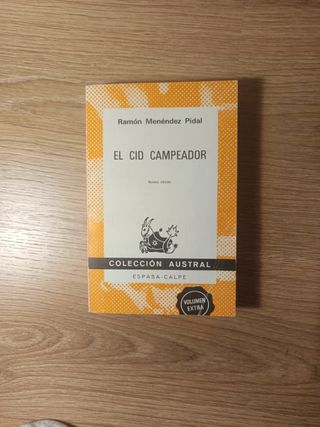 Ramón Menéndez Pidal
EL CID CAMPEADOR
COLECCIÓN AUSTRAL
ESPASA-CALPE
VOLUMEN
EXTRA